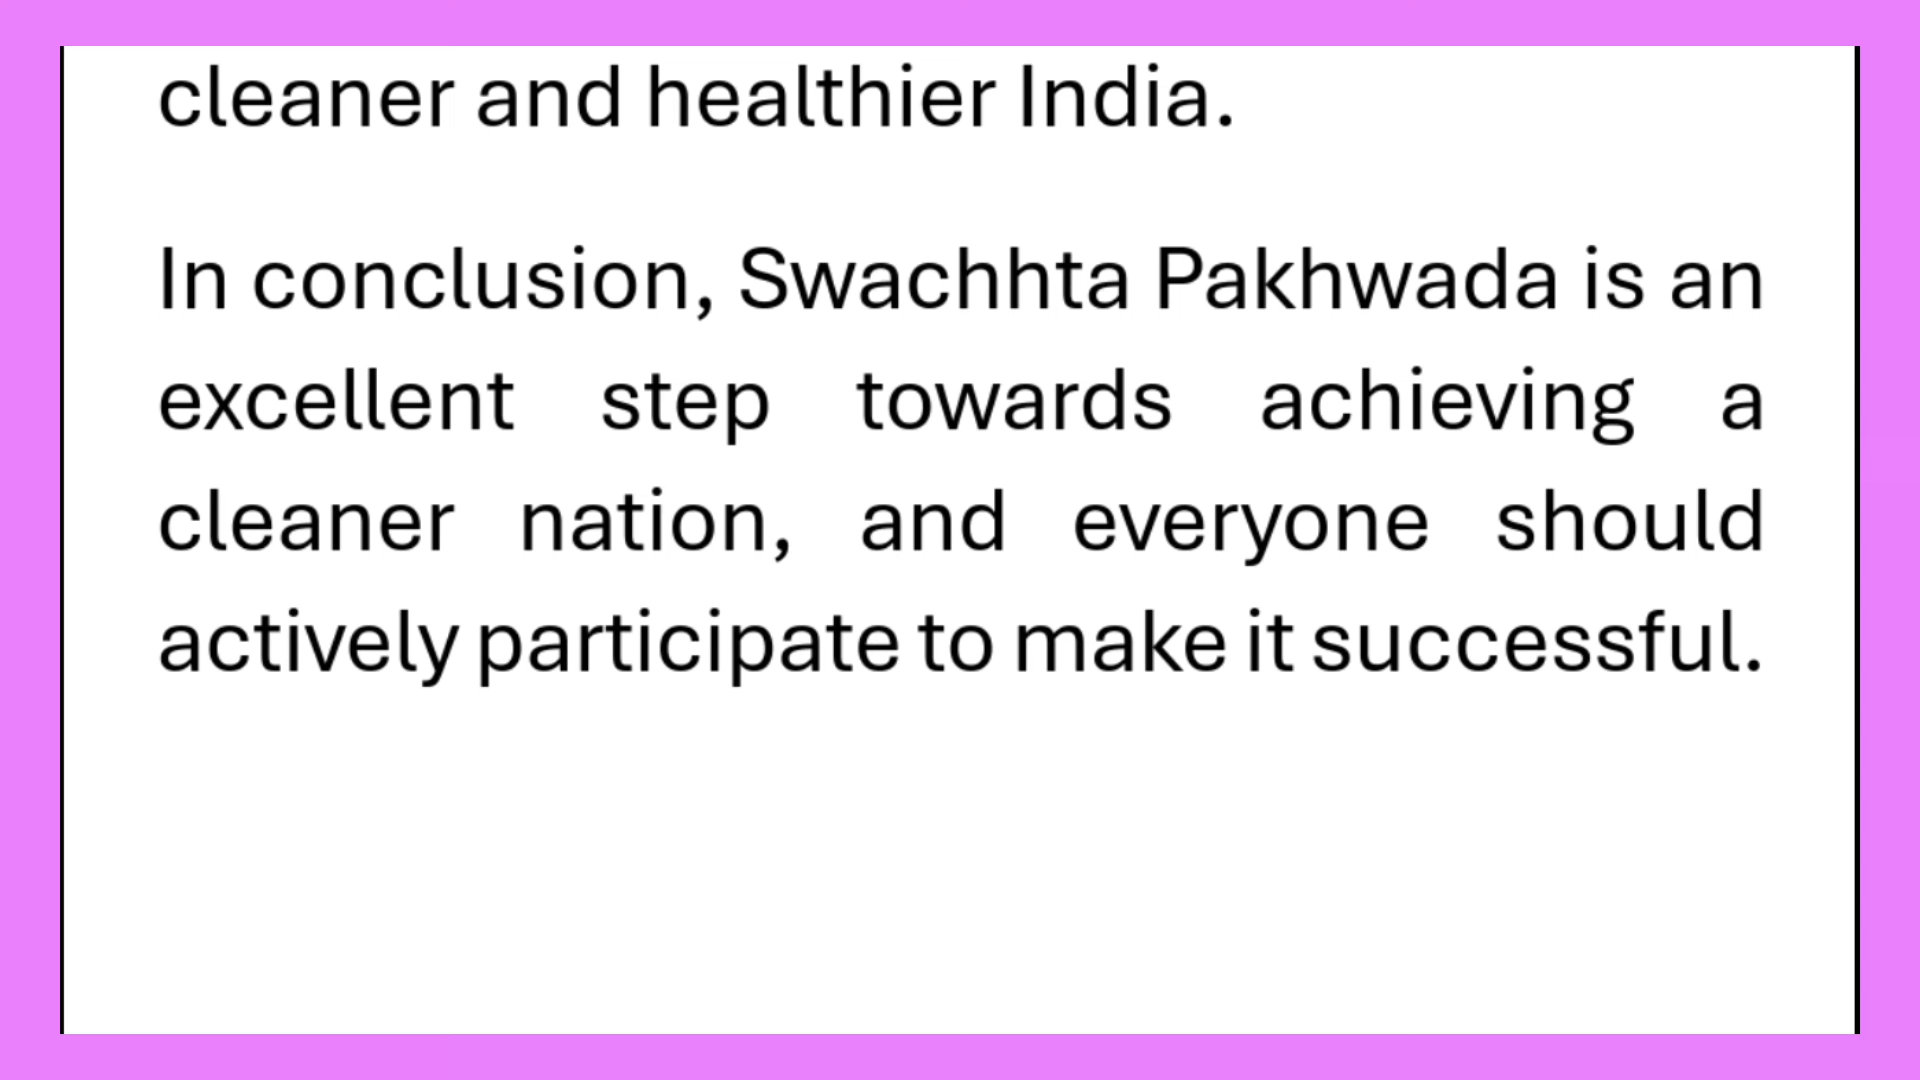 cleaner and healthier India.
In conclusion, Swachhta Pakhwada is an
excellent step towards achieving a
cleaner nation, and everyone should
actively participate to make it successful.